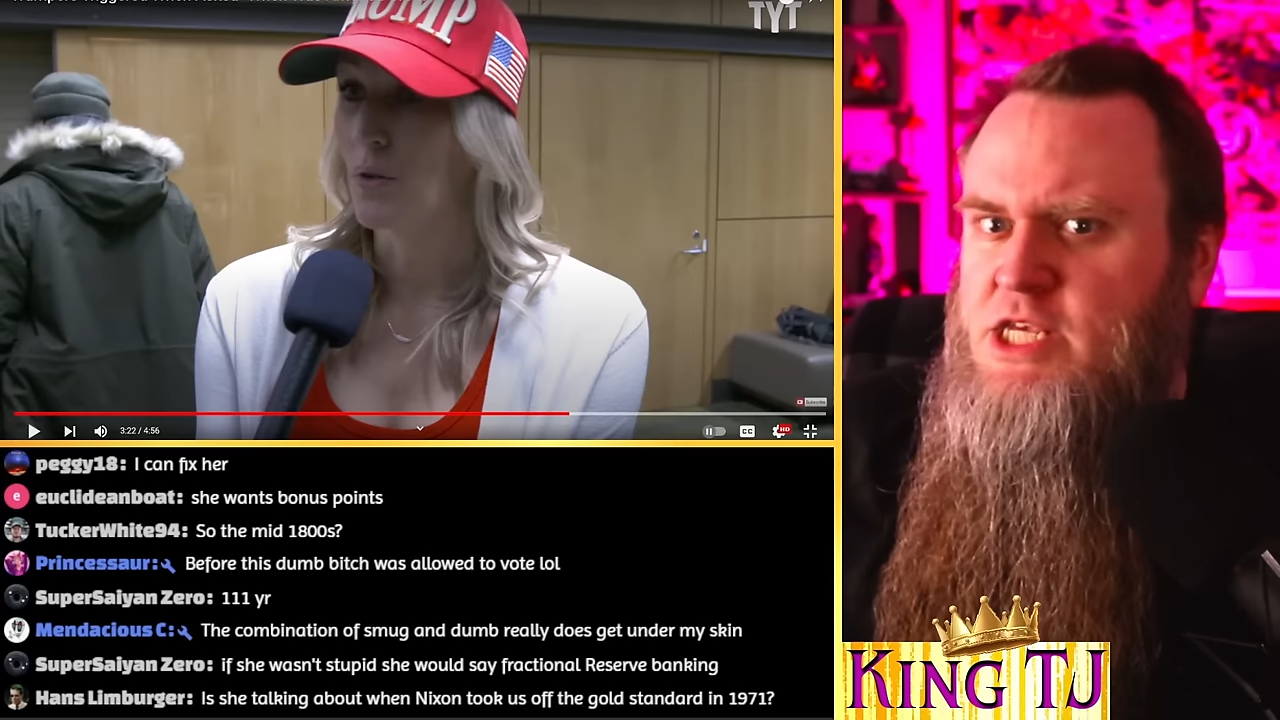 TRUMP
TYT
Subscribe
3:22 / 4:56
CC
HD
peggy18: I can fix her
e euclideanboat: she wants bonus points
TuckerWhite94: So the mid 1800s?
Princessaur: Before this dumb bitch was allowed to vote lol
SuperSaiyan Zero: 111 yr
Mendacious C: The combination of smug and dumb really does get under my skin
SuperSaiyan Zero: if she wasn't stupid she would say fractional Reserve banking
Hans Limburger: Is she talking about when Nixon took us off the gold standard in 1971?
KING TJ